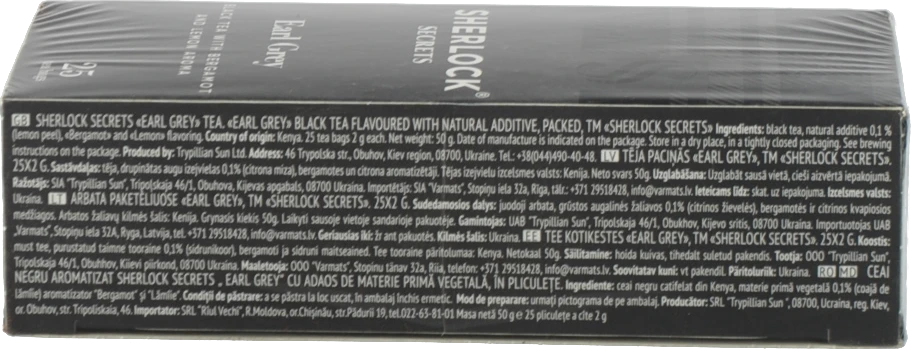 SHERLOCK®
SECRETS
Earl Grey
BLACK TEA WITH BERGAMOT
AND LEMON AROMA
25
GB SHERLOCK SECRETS «EARL GREY» TEA. «EARL GREY» BLACK TEA FLAVOURED WITH NATURAL ADDITIVE, PACKED, TM «SHERLOCK SECRETS» Ingredients: black tea, natural additive 0,1 %
(lemon peel), «Bergamot» and «Lemon» flavoring. Country of origin: Kenya. 25 tea bags 2 g each. Net weight: 50 g. Date of manufacture is indicated on the package. Store in a dry place, in a tightly closed packaging. See brewing
instructions on the package. Produced by: Trypillian Sun Ltd. Address: 46 Trypolska str., Obuhov, Kiev region, 08700, Ukraine. Tel.: +38(044)490-40-48. LV TĒJA PACIŅĀS «EARL GREY», TM «SHERLOCK SECRETS».
25X2 G. Sastāvdaļas: tēja, drupinātas augu izejvielas 0,1% (citrona miza), bergamotes un citrona aromatizētāji. Tējas izejvielu izcelsmes valsts: Kenija. Neto svars 50g. Uzglabāšana: Uzglabāt sausā vietā, cieši aizvērtā iepakojumā.
Ražotājs: SIA "Trypillian Sun", Tripolskaja 46/1, Obuhova, Kijevas apgabals, 08700 Ukraina. Importētājs: SIA "Varmats", Stopiņu iela 32a, Rīga, tālr.: +371 29518428, info@varmats.lv. Ieteicams līdz: skat. uz iepakojuma. Izcelsmes valsts:
Ukraina. LT ARBATA PAKETĖLIUOSE «EARL GREY», TM «SHERLOCK SECRETS», 25X2 G. Sudedamosios dalys: juodoji arbata, grūstos augalinės žaliavos 0,1% (citrinos žievelės), bergamotės ir citrinos kvapiosios
medžiagos. Arbatos žaliavų kilmės šalis: Kenija. Grynasis kiekis 50g. Laikyti sausoje vietoje sandarioje pakuotėje. Gamintojas: UAB "Trypillian Sun", Tripolskaja 46/1, Obukhov, Kijevo sritis, 08700 Ukraina. Importuotojas UAB
„Varmats", Stopiņu iela 32A, Ryga, Latvija, tel. +371 29518428, info@varmats.lv. Geriausias iki: žr ant pakuotės. Kilmės šalis: Ukraina. EE TEE KOTIKESTES «EARL GREY», TM «SHERLOCK SECRETS». 25X2 G. Koostis:
must tee, purustatud taimne tooraine 0,1% (sidrunikoor), bergamoti ja sidruni maitseained. Tee tooraine päritolumaa: Kenya. Netokaal 50g. Säilitamine: hoida kuivas, tihedalt suletud pakendis. Tootja: OOO "Trypillian Sun",
Tripolskaja 46/1, Obukhov, Kiievi piirkond, 08700, Ukraina. Maaletooja: OOO "Varmats", Stopinu tänav 32a, Riia, telefon: +371 29518428, info@varmats.lv. Soovitatav kuni: vt pakendil. Päritoluriik: Ukraina. RO MD CEAI
NEGRU AROMATIZAT SHERLOCK SECRETS „ EARL GREY" CU ADAOS DE MATERIE PRIMĂ VEGETALĂ, ÎN PLICULEȚE. Ingrediente: ceai negru catifelat din Kenya, materie primă vegetală 0,1% (coajă de
lămîie) aromatizator "Bergamot" și "Lămîie". Condiții de păstrare: a se păstra la loc uscat, în ambalaj închis ermetic. Mod de preparare: urmați pictograma de pe ambalaj. Producător: SRL "Trypillian Sun ", 08700, Ucraina, reg. Kiev,
or. Obuhov, str. Tripoliskaia, 46. Importator: SRL "Rîul Vechi", R.Moldova, or.Chișinău, str.Pădurii 19, tel.022-63-81-01 Masa netă 50 g e 25 pliculețe a cîte 2 g